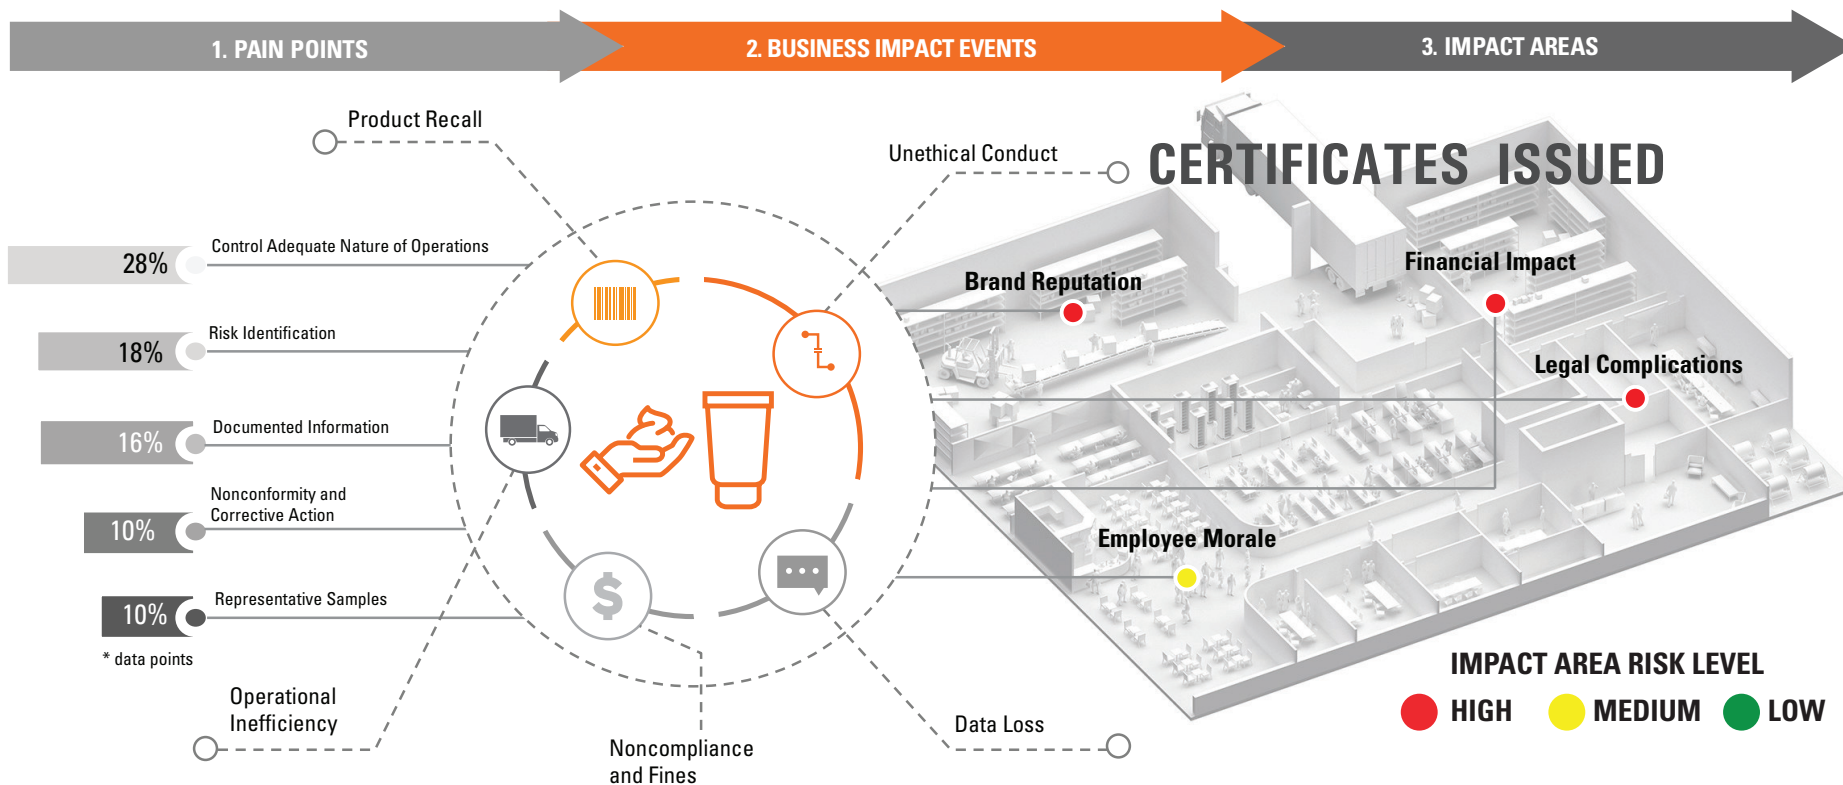 1. PAIN POINTS
2. BUSINESS IMPACT EVENTS
3. IMPACT AREAS
Product Recall
Unethical Conduct
CERTIFICATES ISSUED
28%
Control Adequate Nature of Operations
18%
Risk Identification
16%
Documented Information
10%
Nonconformity and
Corrective Action
10%
Representative Samples
* data points
Operational
Inefficiency
$
Noncompliance
and Fines
Data Loss
Brand Reputation
Financial Impact
Legal Complications
Employee Morale
IMPACT AREA RISK LEVEL
HIGH
MEDIUM
LOW